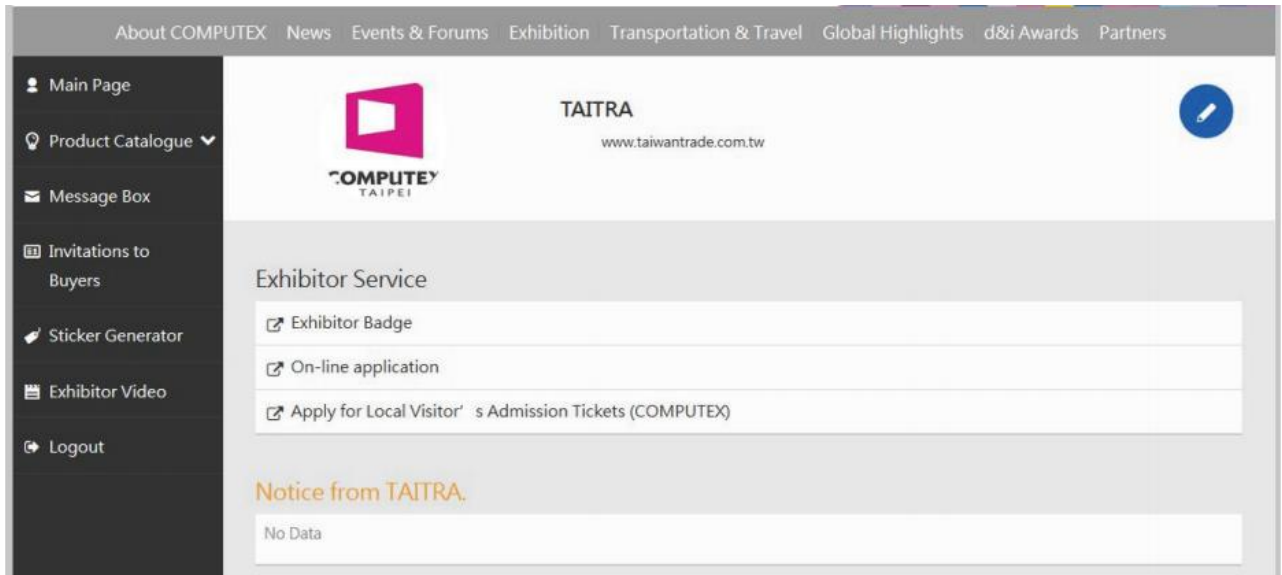 About COMPUTEX News Events & Forums Exhibition Transportation & Travel Global Highlights d&i Awards Partners
Main Page
Product Catalogue
Message Box
Invitations to
Buyers
Sticker Generator
Exhibitor Video
Logout
COMPUTEX
TAIPEI
TAITRA
www.taiwantrade.com.tw
Exhibitor Service
Exhibitor Badge
On-line application
Apply for Local Visitor' s Admission Tickets (COMPUTEX)
Notice from TAITRA.
No Data